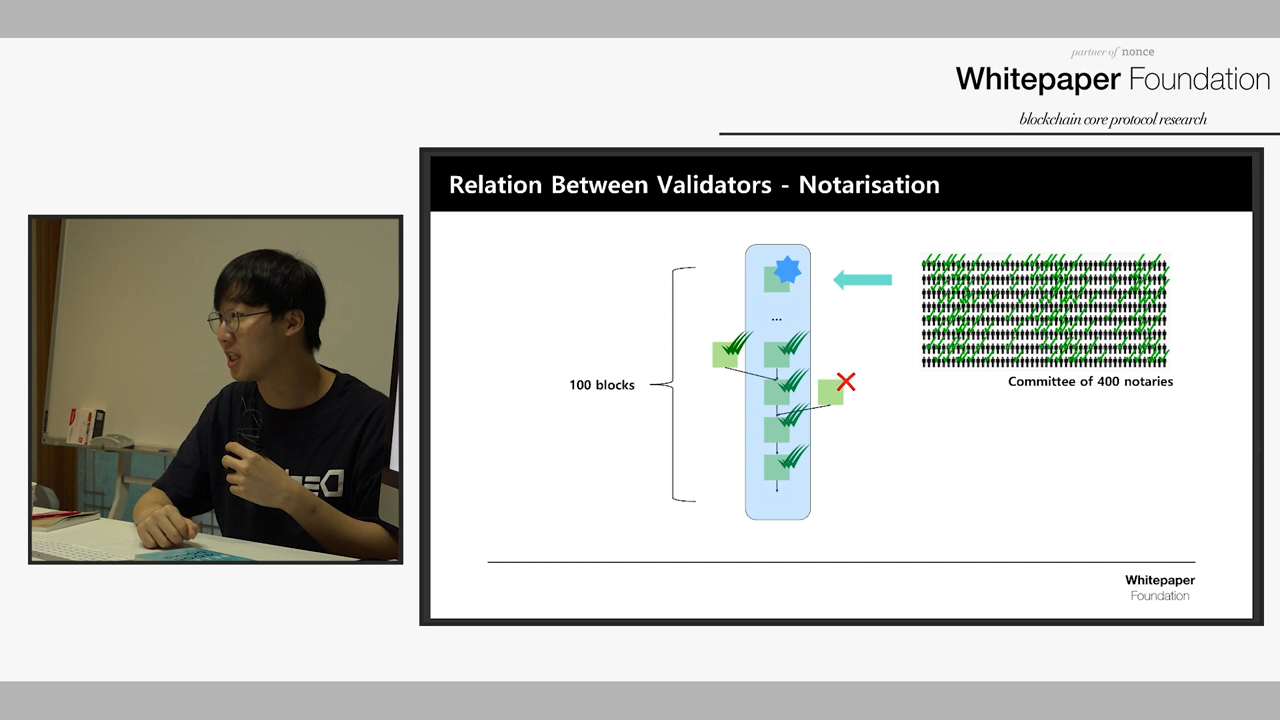 partner of nonce
Whitepaper Foundation
blockchain core protocol research
Relation Between Validators - Notarisation
...
100 blocks
Committee of 400 notaries
Whitepaper
Foundation